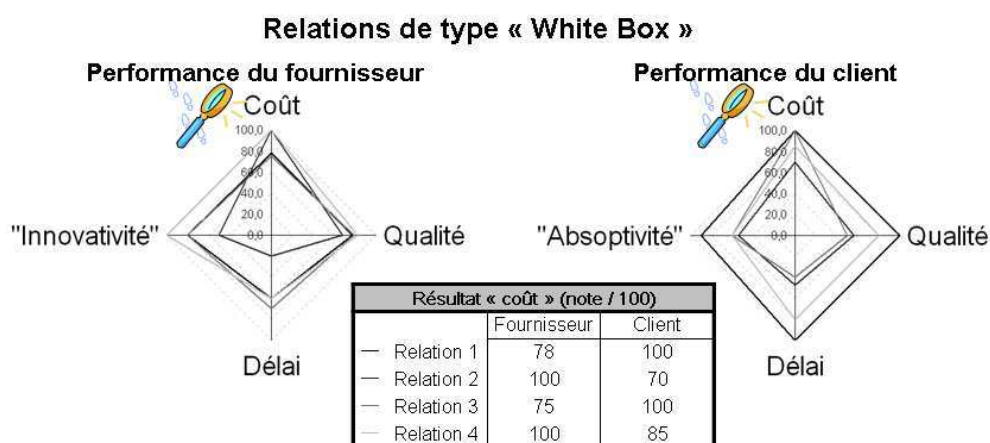 Relations de type « White Box »
Performance du fournisseur
Coût
100,0
80,0
60,0
40,0
20,0
0,0
"Innovativité"
Qualité
Délai
Performance du client
Coût
100,0
80,0
60,0
40,0
20,0
0,0
"Absoptivité"
Qualité
Délai
Résultat « coût » (note / 100)
Fournisseur Client
Relation 1 78 100
Relation 2 100 70
Relation 3 75 100
Relation 4 100 85